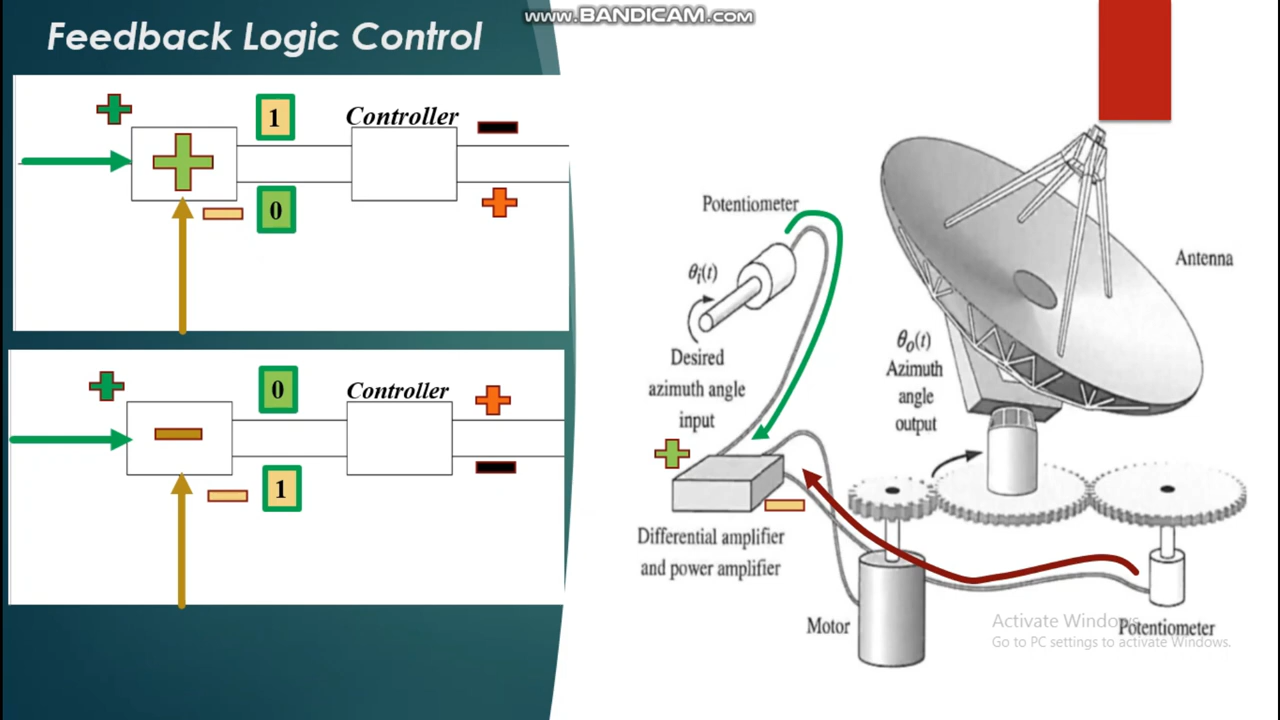 www.BANDICAM.com
Feedback Logic Control
1
Controller
0
0
Controller
1
Potentiometer
θi(t)
Desired
azimuth angle
input
Antenna
θo(t)
Azimuth
angle
output
Differential amplifier
and power amplifier
Motor
Potentiometer
Activate Windows
Go to PC settings to activate Windows.